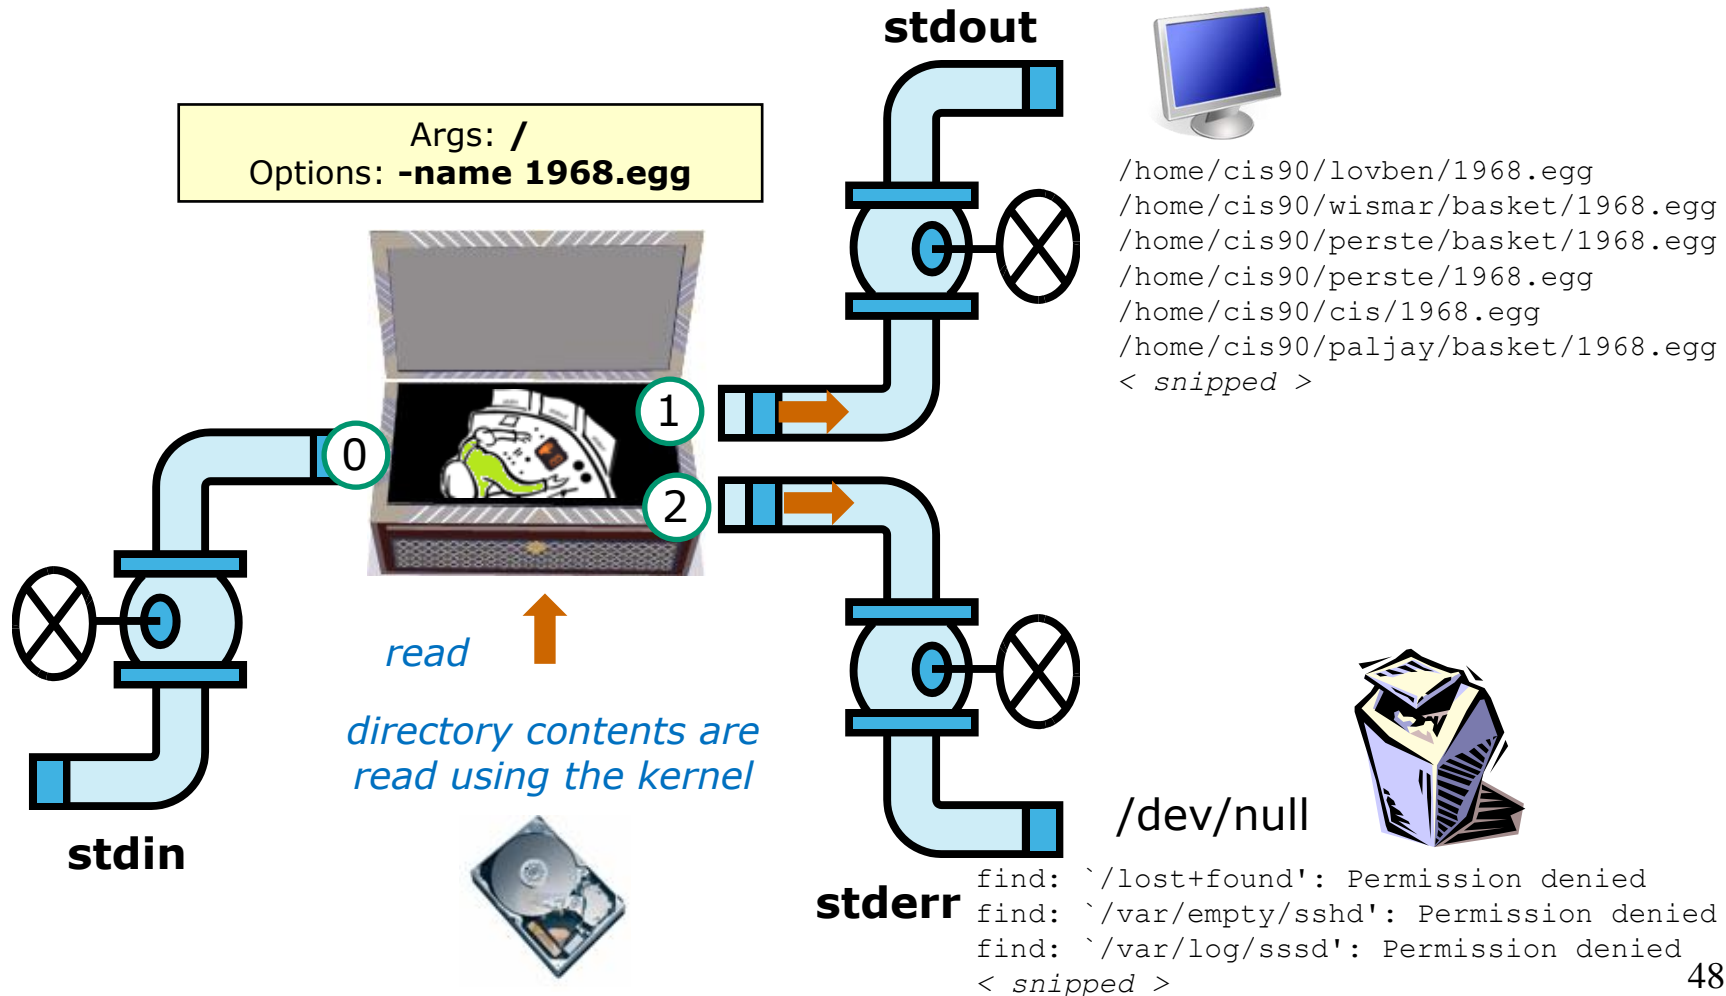 stdout
Args: /
Options: -name 1968.egg
/home/cis90/lovben/1968.egg
/home/cis90/wismar/basket/1968.egg
/home/cis90/perste/basket/1968.egg
/home/cis90/perste/1968.egg
/home/cis90/cis/1968.egg
/home/cis90/paljay/basket/1968.egg
< snipped >
1
0
2
read
directory contents are
read using the kernel
stdin
/dev/null
stderr
find: `/lost+found': Permission denied
find: `/var/empty/sshd': Permission denied
find: `/var/log/sssd': Permission denied
< snipped >
48